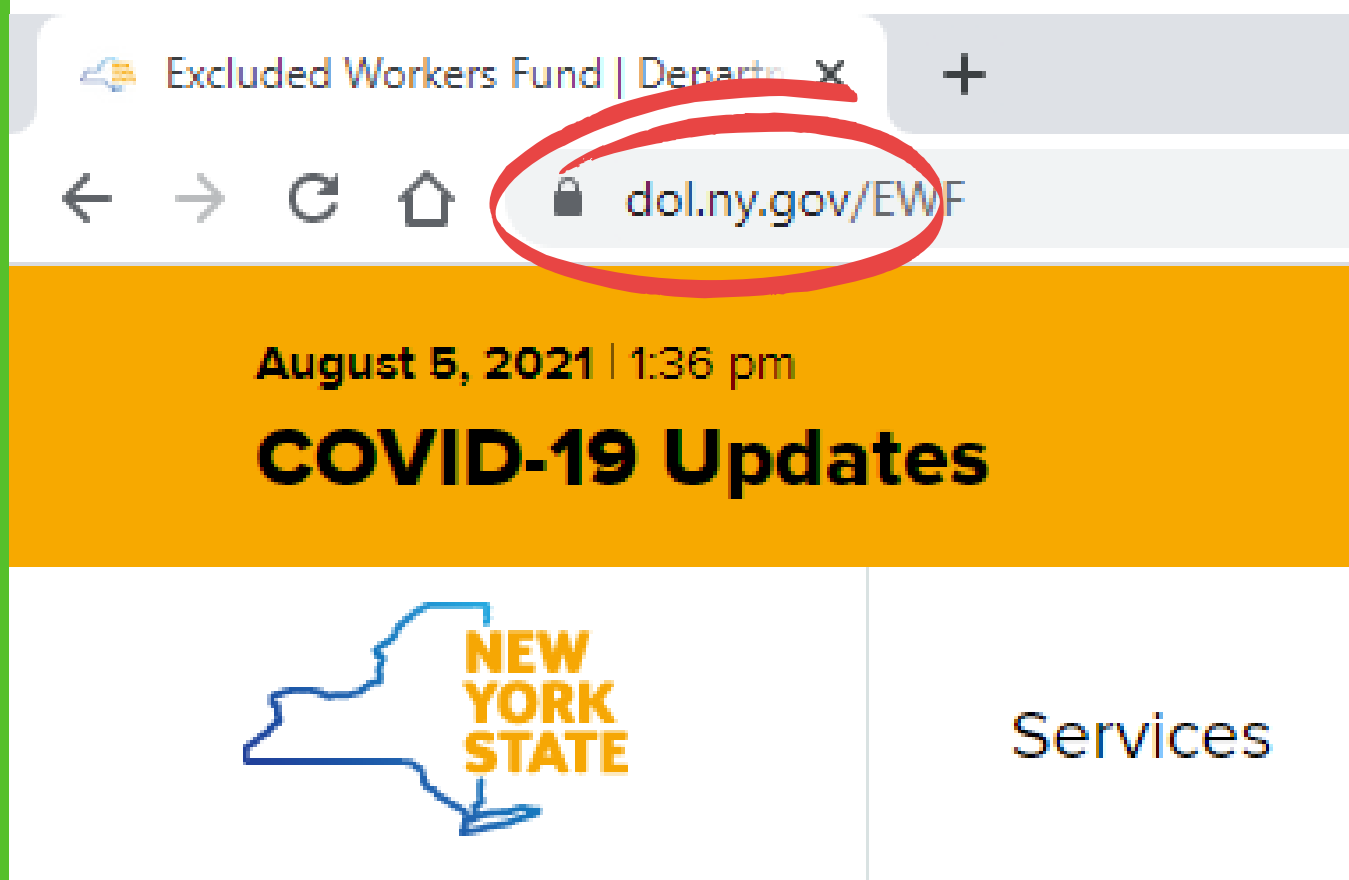 Excluded Workers Fund | Departm
dol.ny.gov/EWF
August 5, 2021 | 1:36 pm
COVID-19 Updates
NEW
YORK
STATE
Services